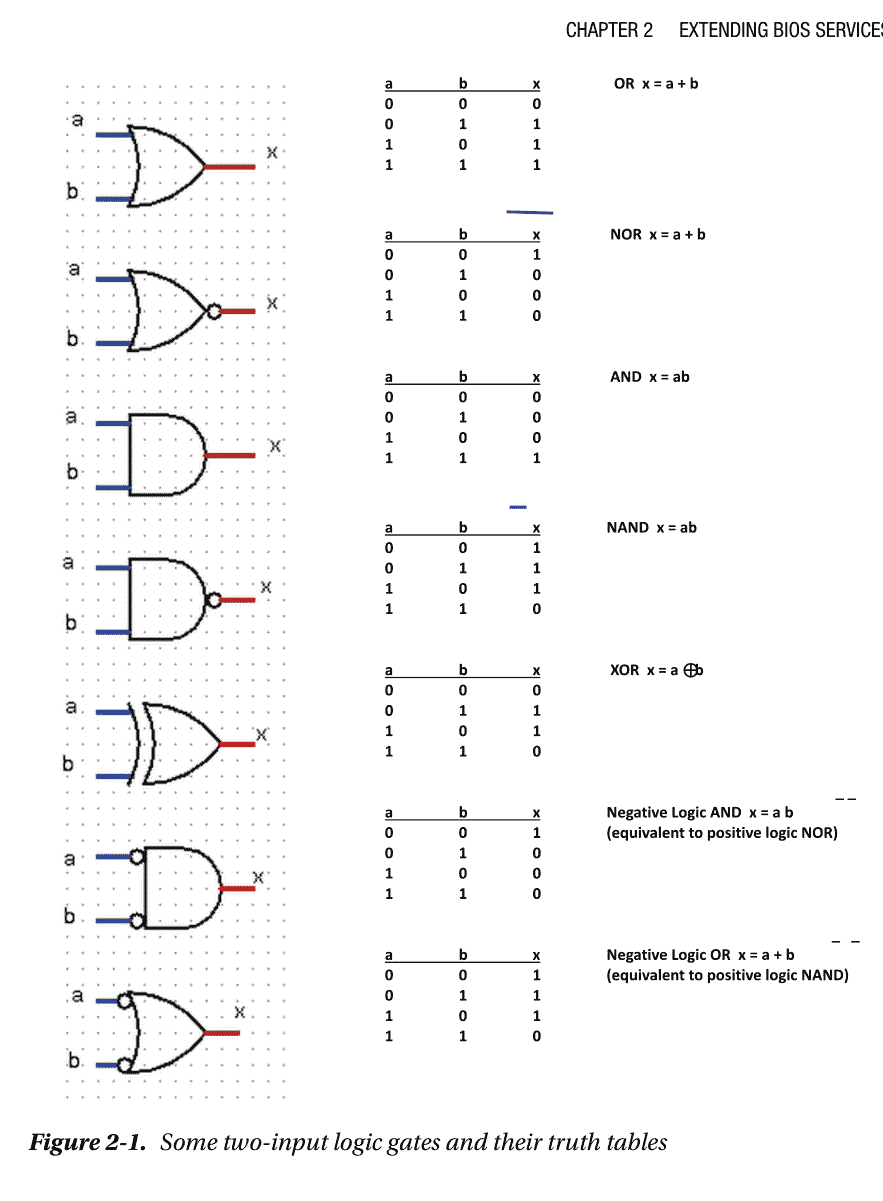 CHAPTER 2 EXTENDING BIOS SERVICES
a
b
x
a b x
0 0 0
0 1 1
1 0 1
1 1 1
OR x = a + b
a
b
x
a b x
0 0 1
0 1 0
1 0 0
1 1 0
NOR x = a + b
a
b
x
a b x
0 0 0
0 1 0
1 0 0
1 1 1
AND x = ab
a
b
x
a b x
0 0 1
0 1 1
1 0 1
1 1 0
NAND x = ab
a
b
x
a b x
0 0 0
0 1 1
1 0 1
1 1 0
XOR x = a ⊕b
a
b
x
a b x
0 0 1
0 1 0
1 0 0
1 1 0
Negative Logic AND x = a b
(equivalent to positive logic NOR)
a
b
x
a b x
0 0 1
0 1 1
1 0 1
1 1 0
Negative Logic OR x = a + b
(equivalent to positive logic NAND)
Figure 2-1. Some two-input logic gates and their truth tables